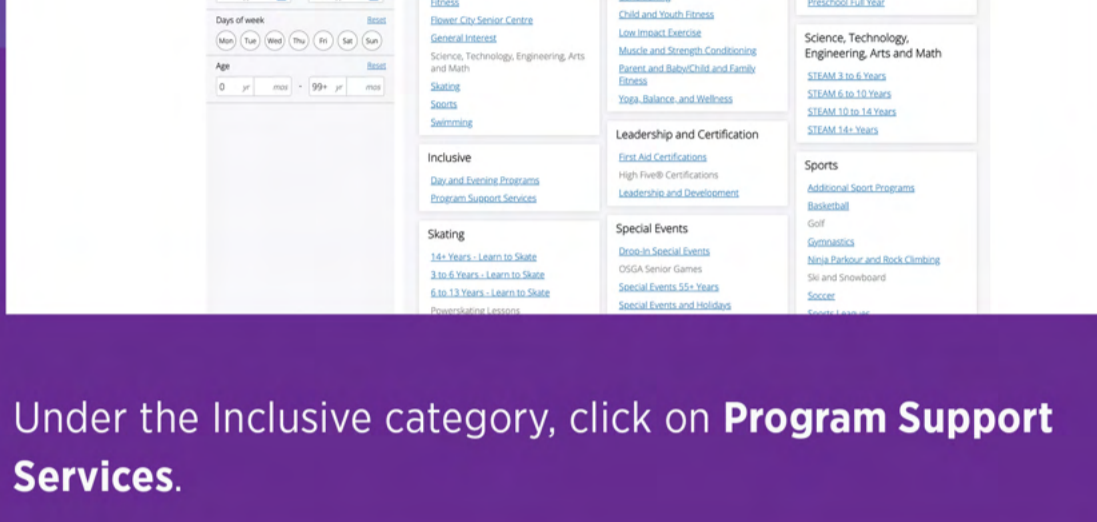 Fitness
Flower City Senior Centre
General Interest
Science, Technology, Engineering, Arts
and Math
Skating
Sports
Swimming
Inclusive
Day and Evening Programs
Program Support Services
Skating
14+ Years - Learn to Skate
3 to 6 Years - Learn to Skate
6 to 13 Years - Learn to Skate
Powerskating Lessons
Days of week
Reset
Mon
Tue
Wed
Thu
Fri
Sat
Sun
Age
Reset
0 yr mos - 99+ yr mos
Child and Youth Fitness
Low Impact Exercise
Muscle and Strength Conditioning
Parent and Baby/Child and Family
Fitness
Yoga, Balance, and Wellness
Leadership and Certification
First Aid Certifications
High Five® Certifications
Leadership and Development
Special Events
Drop-in Special Events
OSGA Senior Games
Special Events 55+ Years
Special Events and Holidays
Preschool Full Year
Science, Technology,
Engineering, Arts and Math
STEAM 3 to 6 Years
STEAM 6 to 10 Years
STEAM 10 to 14 Years
STEAM 14+ Years
Sports
Additional Sport Programs
Basketball
Golf
Gymnastics
Ninja Parkour and Rock Climbing
Ski and Snowboard
Soccer
Sports Leagues
Under the Inclusive category, click on Program Support
Services.